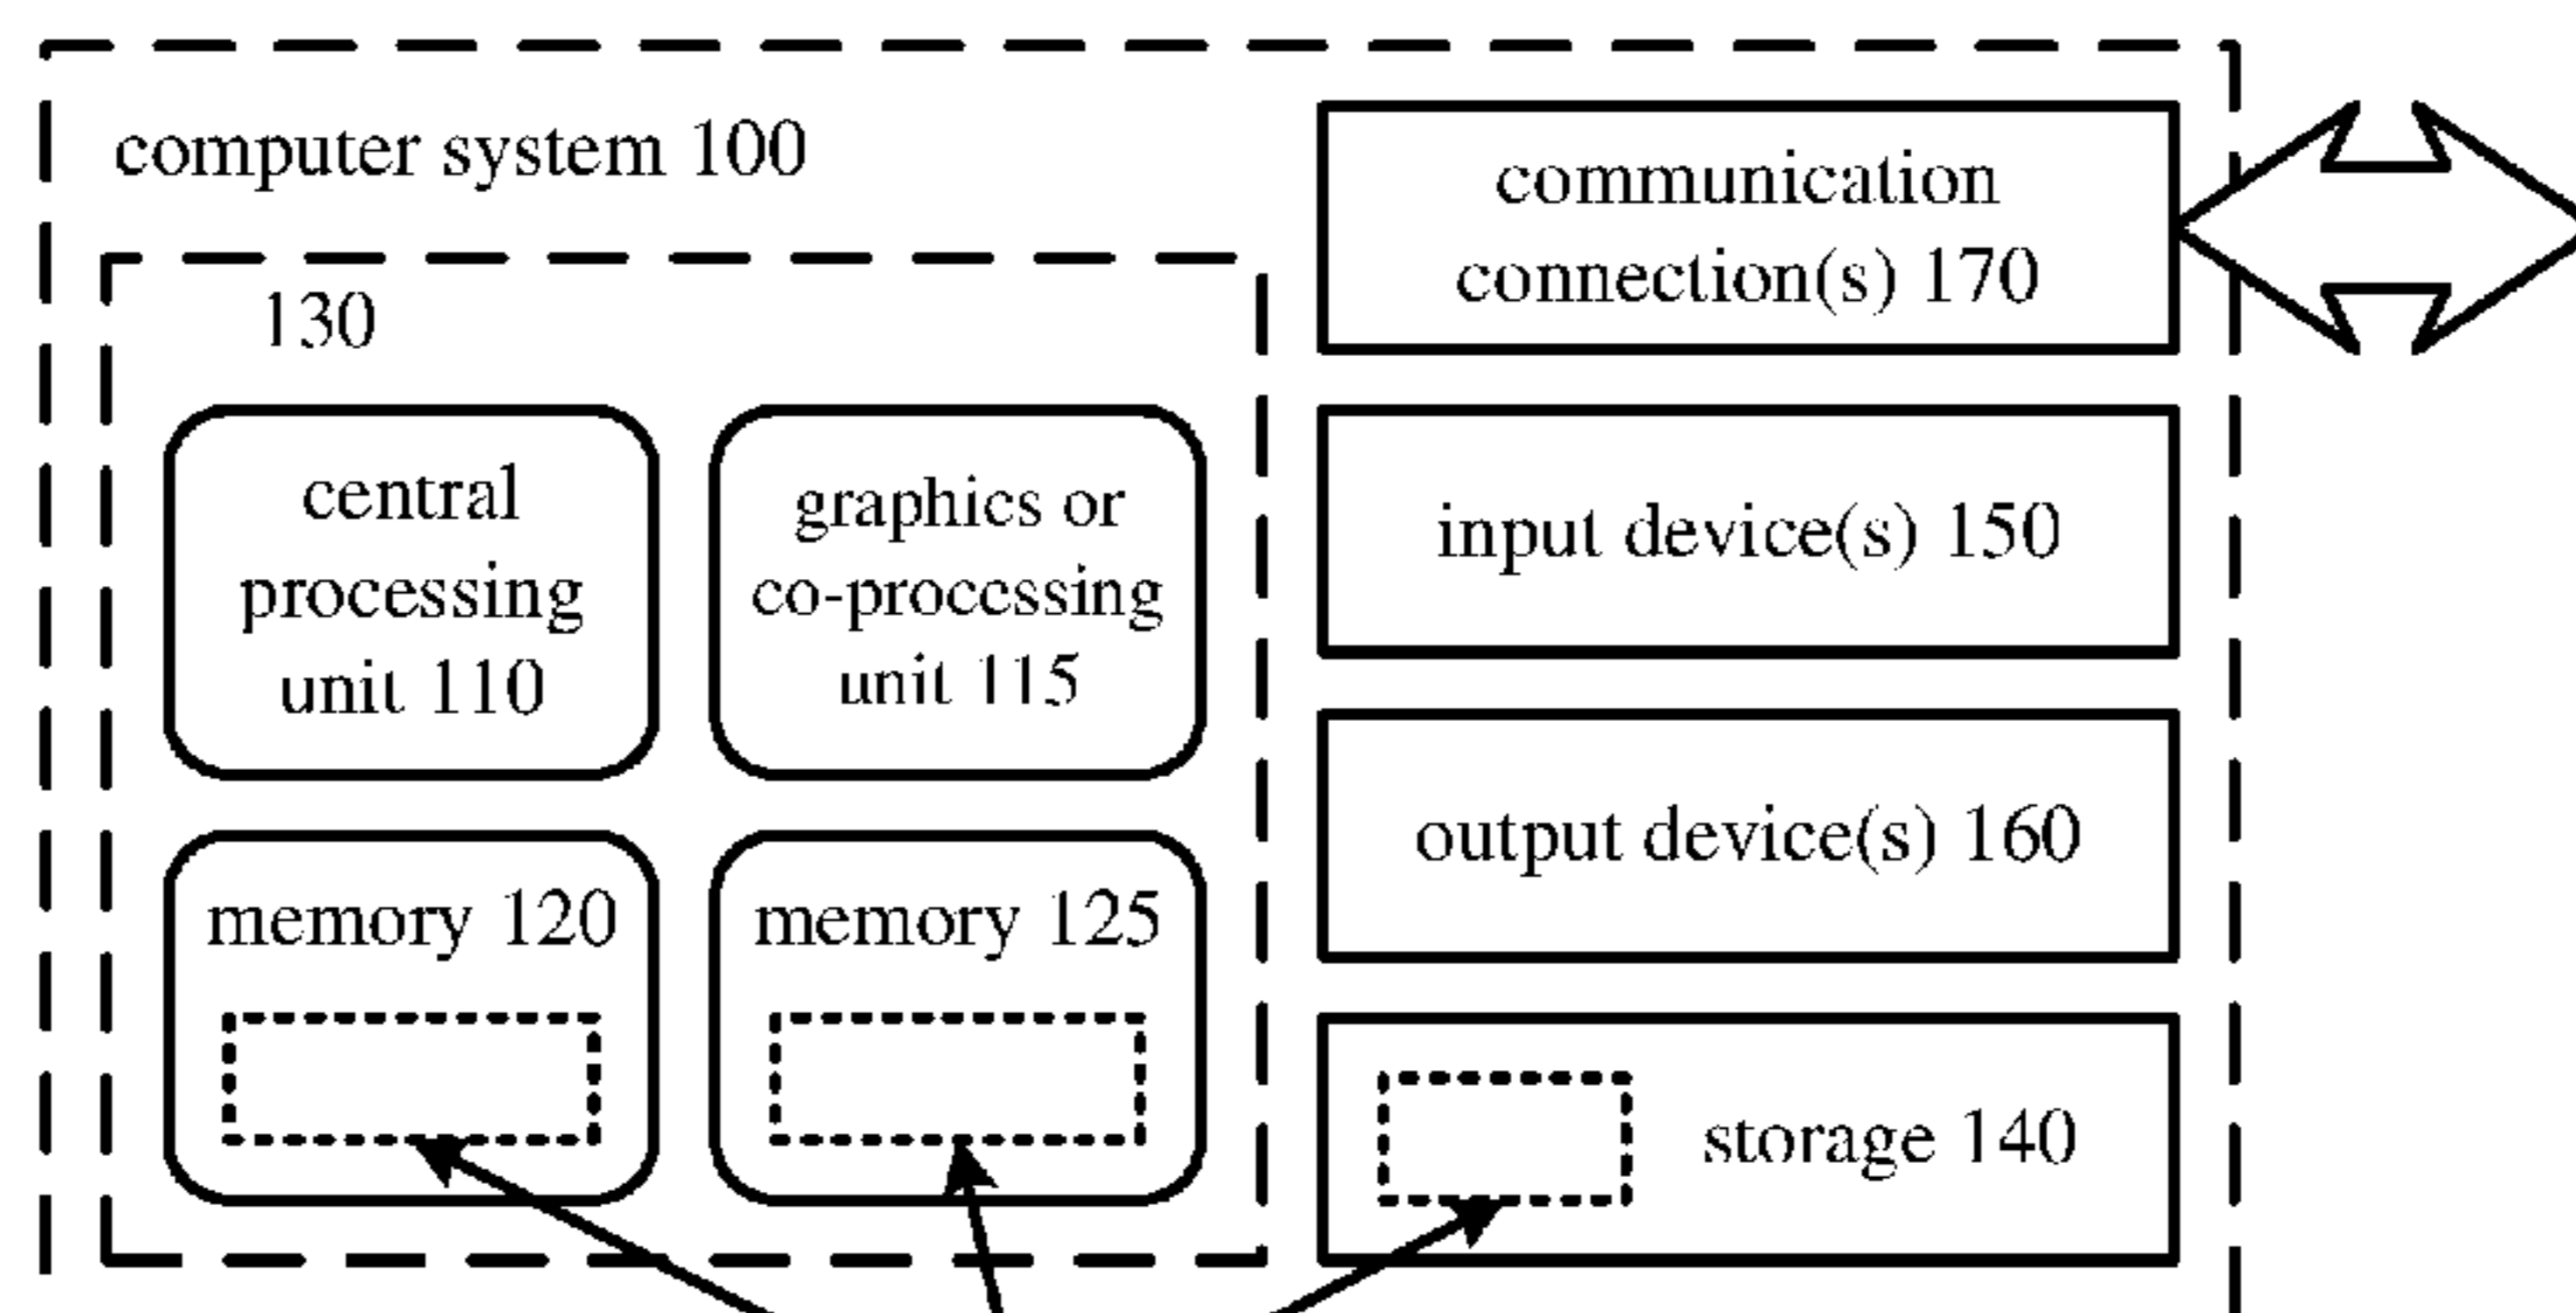 computer system 100
communication
connection(s) 170
130
central
processing
unit 110
graphics or
co-processing
unit 115
input device(s) 150
output device(s) 160
memory 120
memory 125
storage 140